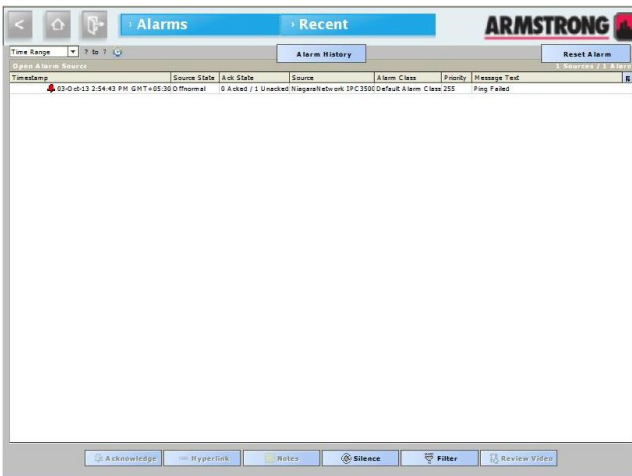 < › Alarms › Recent ARMSTRONG
Time Range ? to ? Alarm History Reset Alarm
Open Alarm Source 1 Sources / 1 Alarm
Timestamp Source State Ack State Source Alarm Class Priority Message Text
03-Oct-13 2:54:43 PM GMT+05:30 Offnormal 0 Acked / 1 Unacked NiagaraNetwork IPC3500 Default Alarm Class 255 Ping Failed
Acknowledge Hyperlink Notes Silence Filter Review Video